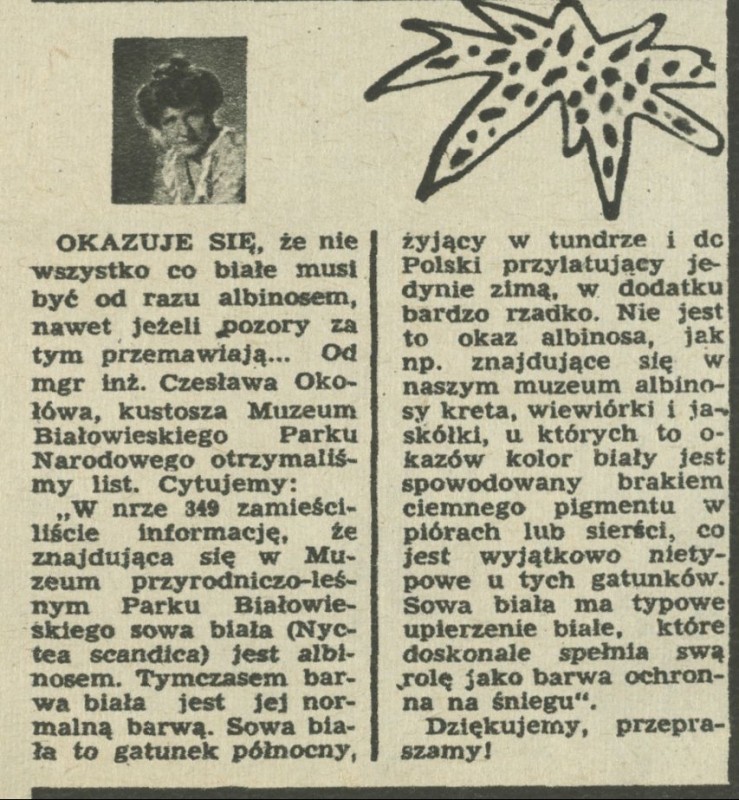 OKAZUJE SIĘ, że nie
wszystko co białe musi
być od razu albinosem,
nawet jeżeli pozory za
tym przemawiają... Od
mgr inż. Czesława Oko-
łówa, kustosza Muzeum
Białowieskiego Parku
Narodowego otrzymaliś-
my list. Cytujemy:
„W nrze 349 zamieści-
liście informację, że
znajdująca się w Mu-
zeum przyrodniczo-leś-
nym Parku Białowie-
skiego sowa biała (Nyc-
tea scandica) jest albi-
nosem. Tymczasem bar-
wa biała jest jej nor-
malną barwą. Sowa bia-
ła to gatunek północny,
żyjący w tundrze i do
Polski przylatujący je-
dynie zimą, w dodatku
bardzo rzadko. Nie jest
to okaz albinosa, jak
np. znajdujące się w
naszym muzeum albino-
sy kreta, wiewiórki i ja-
skółki, u których to o-
kazów kolor biały jest
spowodowany brakiem
ciemnego pigmentu w
piórach lub sierści, co
jest wyjątkowo niety-
powe u tych gatunków.
Sowa biała ma typowe
upierzenie białe, które
doskonale spełnia swą
rolę jako barwa ochron-
na na śniegu“.
Dziękujemy, przepra-
szamy!